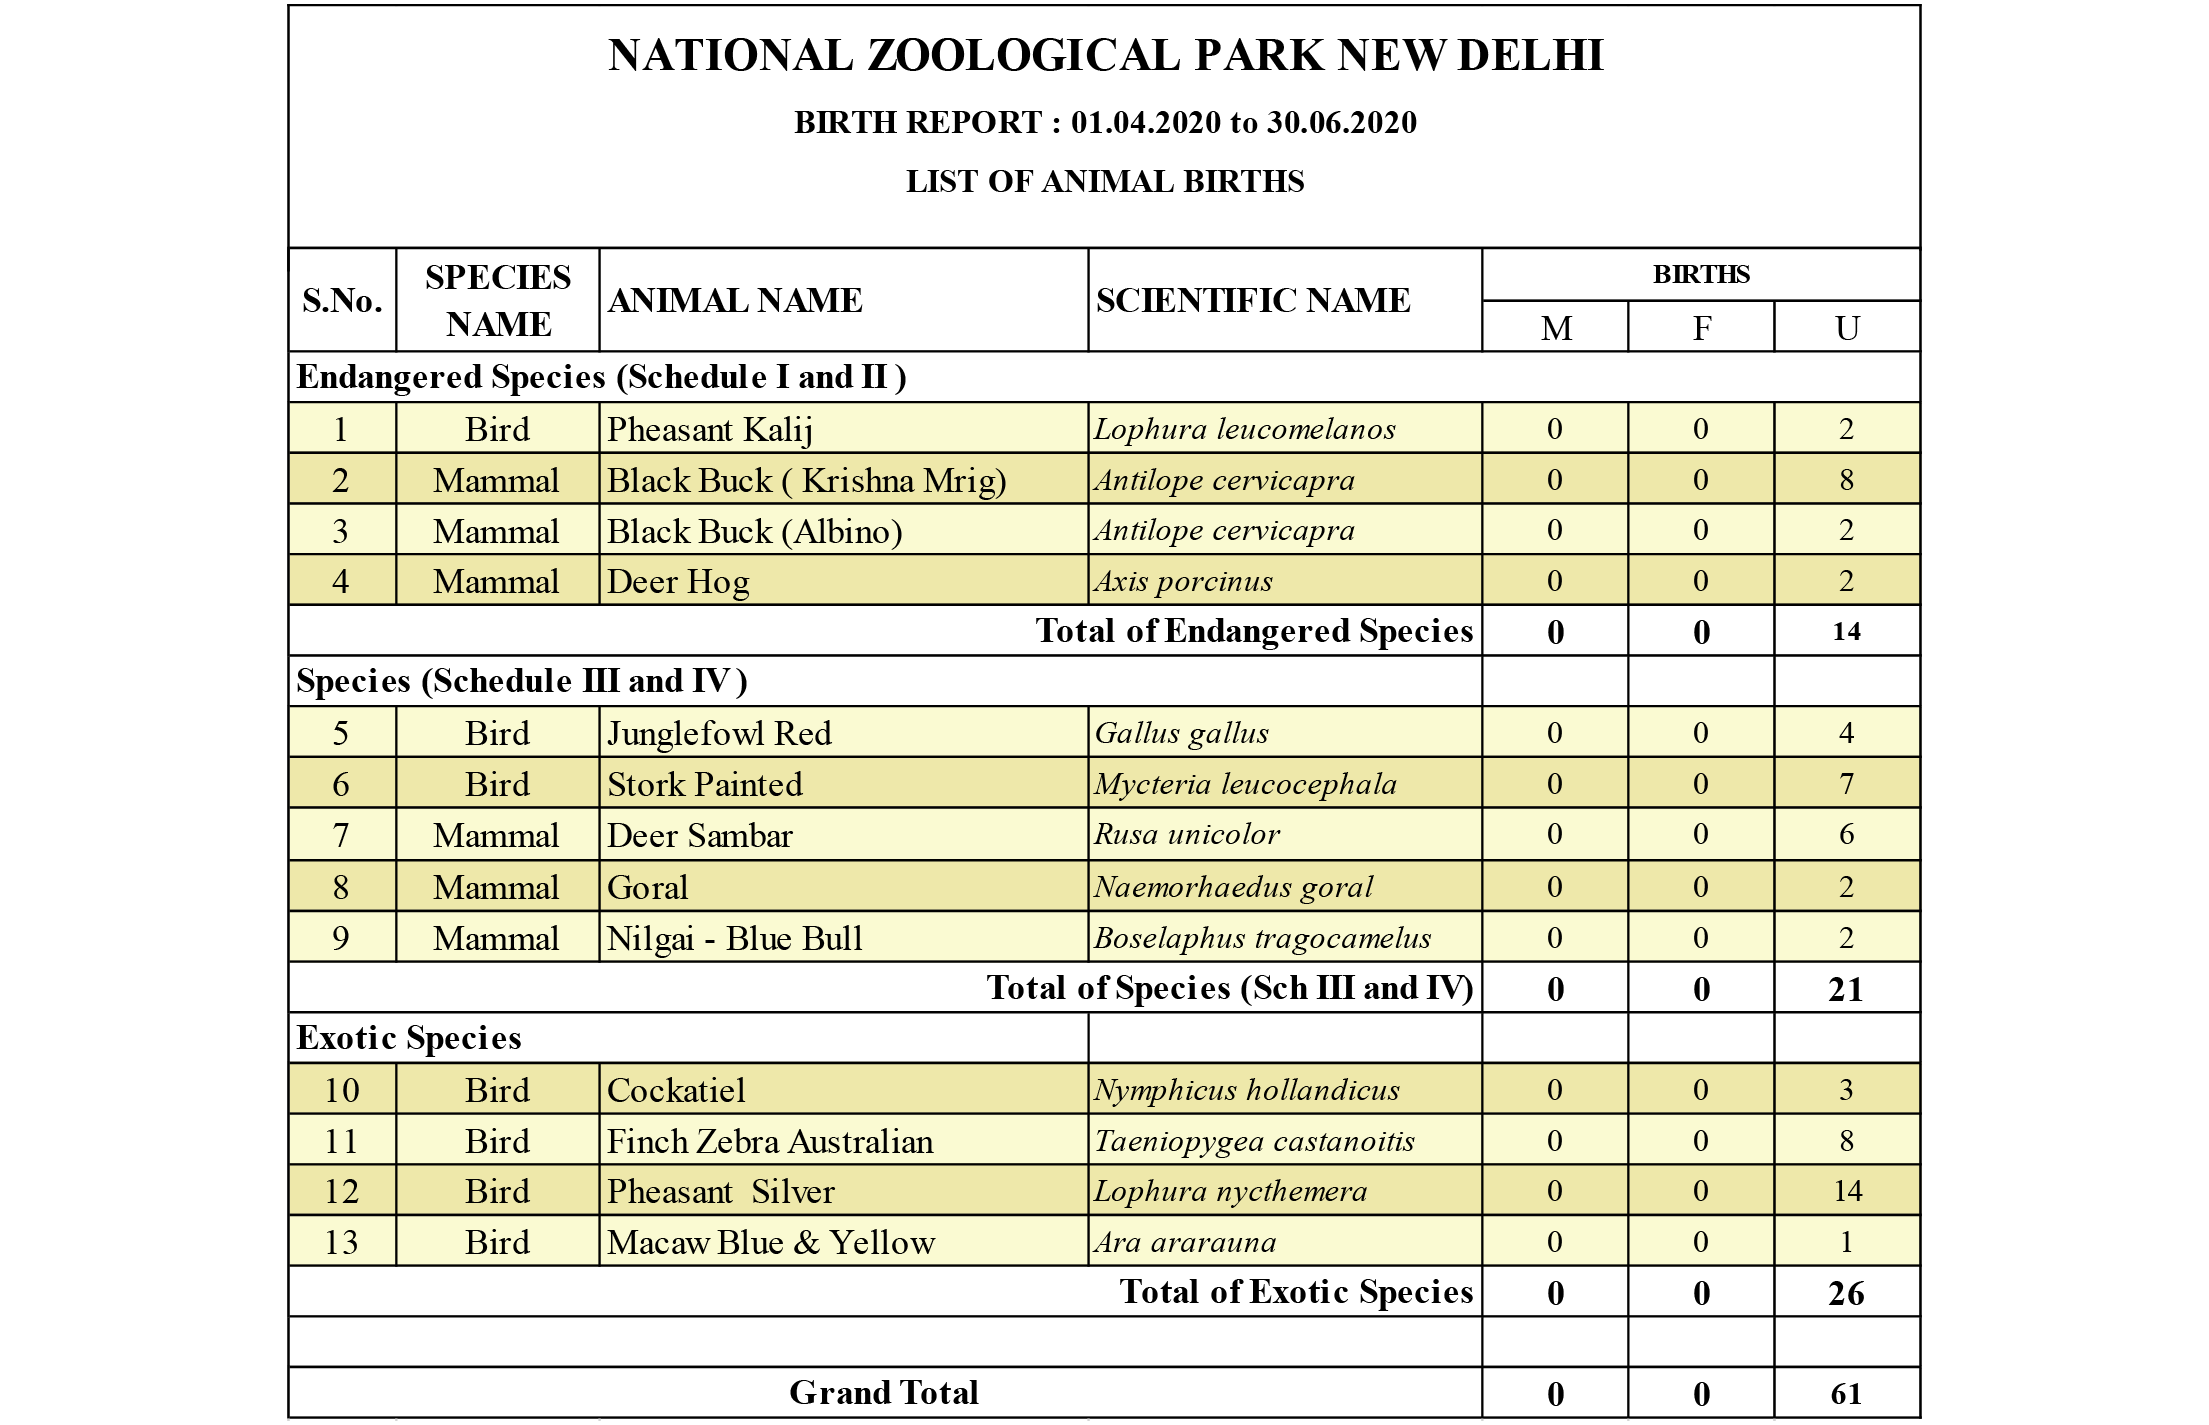 NATIONAL ZOOLOGICAL PARK NEW DELHI
BIRTH REPORT : 01.04.2020 to 30.06.2020
LIST OF ANIMAL BIRTHS
S.No. SPECIES NAME ANIMAL NAME SCIENTIFIC NAME BIRTHS
M F U
Endangered Species (Schedule I and II )
1 Bird Pheasant Kalij Lophura leucomelanos 0 0 2
2 Mammal Black Buck ( Krishna Mrig) Antilope cervicapra 0 0 8
3 Mammal Black Buck (Albino) Antilope cervicapra 0 0 2
4 Mammal Deer Hog Axis porcinus 0 0 2
Total of Endangered Species 0 0 14
Species (Schedule III and IV )
5 Bird Junglefowl Red Gallus gallus 0 0 4
6 Bird Stork Painted Mycteria leucocephala 0 0 7
7 Mammal Deer Sambar Rusa unicolor 0 0 6
8 Mammal Goral Naemorhaedus goral 0 0 2
9 Mammal Nilgai - Blue Bull Boselaphus tragocamelus 0 0 2
Total of Species (Sch III and IV) 0 0 21
Exotic Species
10 Bird Cockatiel Nymphicus hollandicus 0 0 3
11 Bird Finch Zebra Australian Taeniopygea castanoitis 0 0 8
12 Bird Pheasant Silver Lophura nycthemera 0 0 14
13 Bird Macaw Blue & Yellow Ara ararauna 0 0 1
Total of Exotic Species 0 0 26
Grand Total 0 0 61